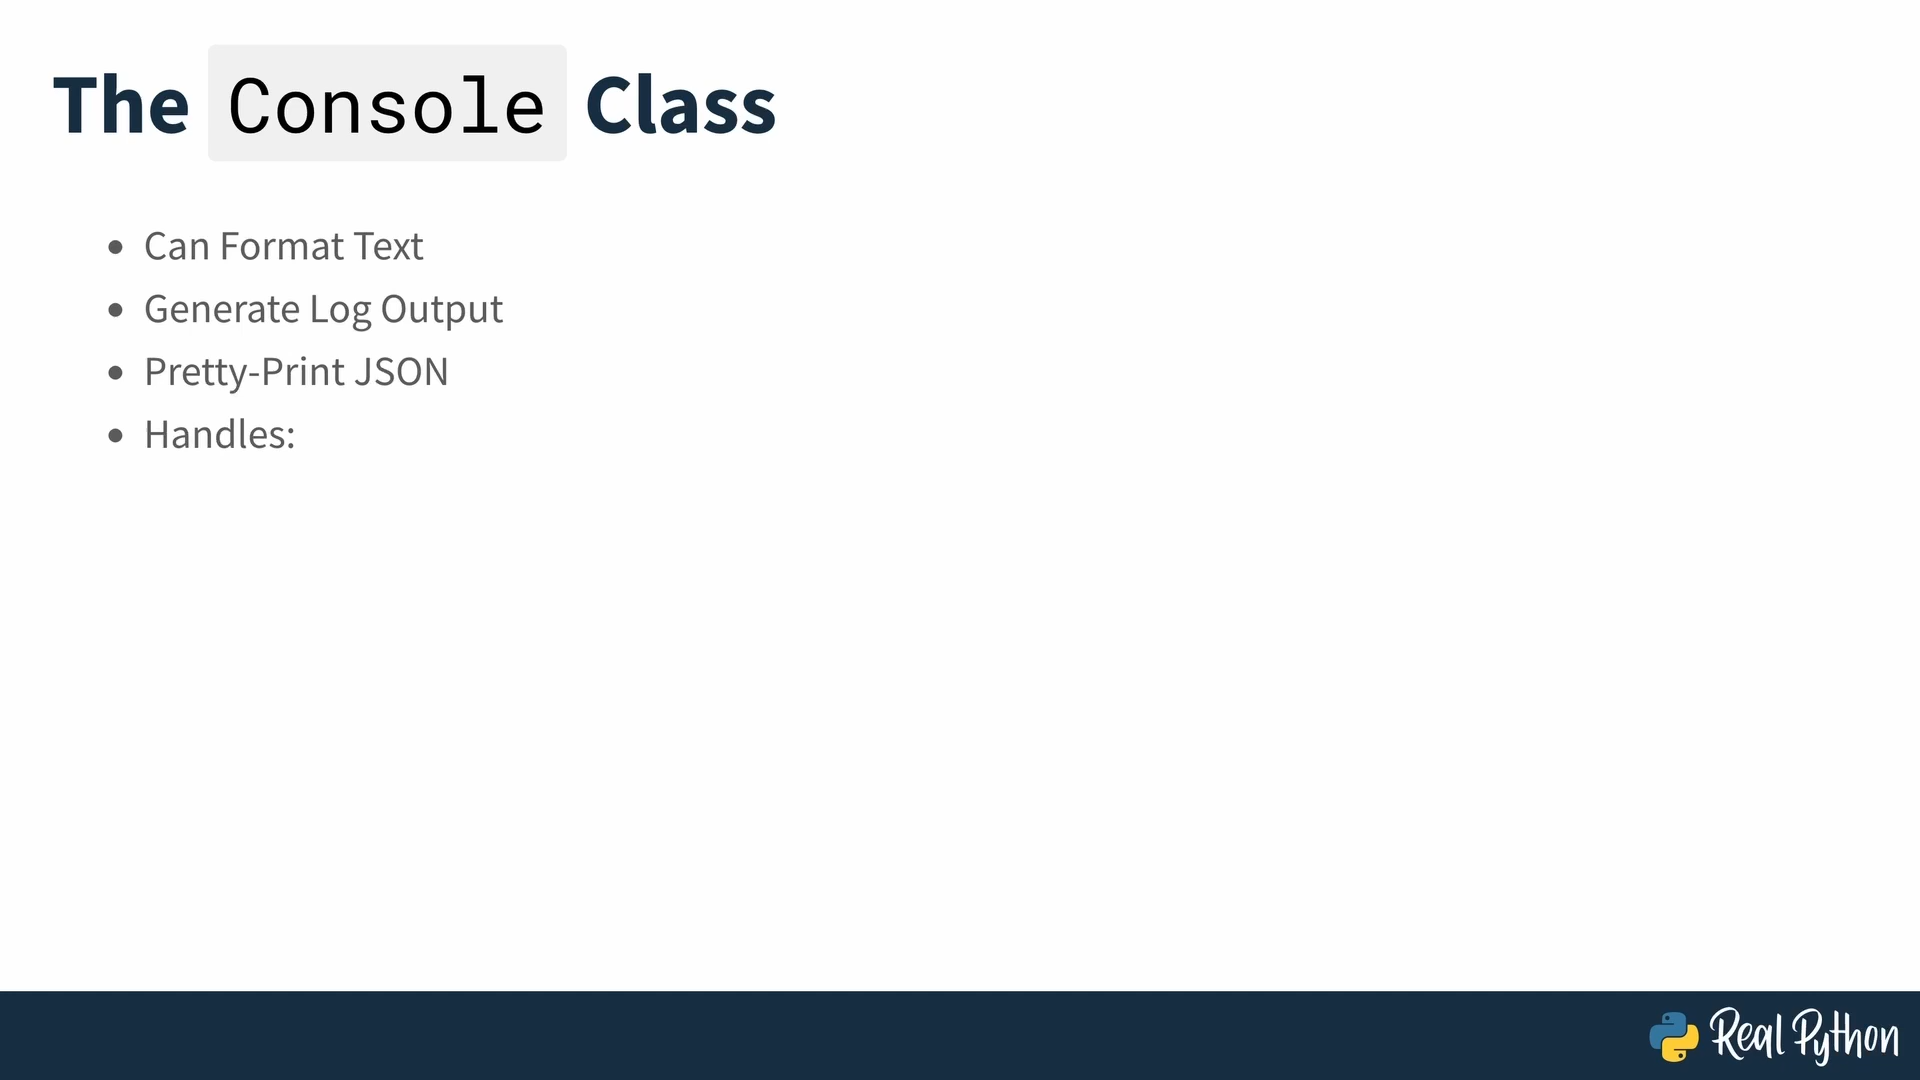 The Console Class
Can Format Text
Generate Log Output
Pretty-Print JSON
Handles:
Real Python